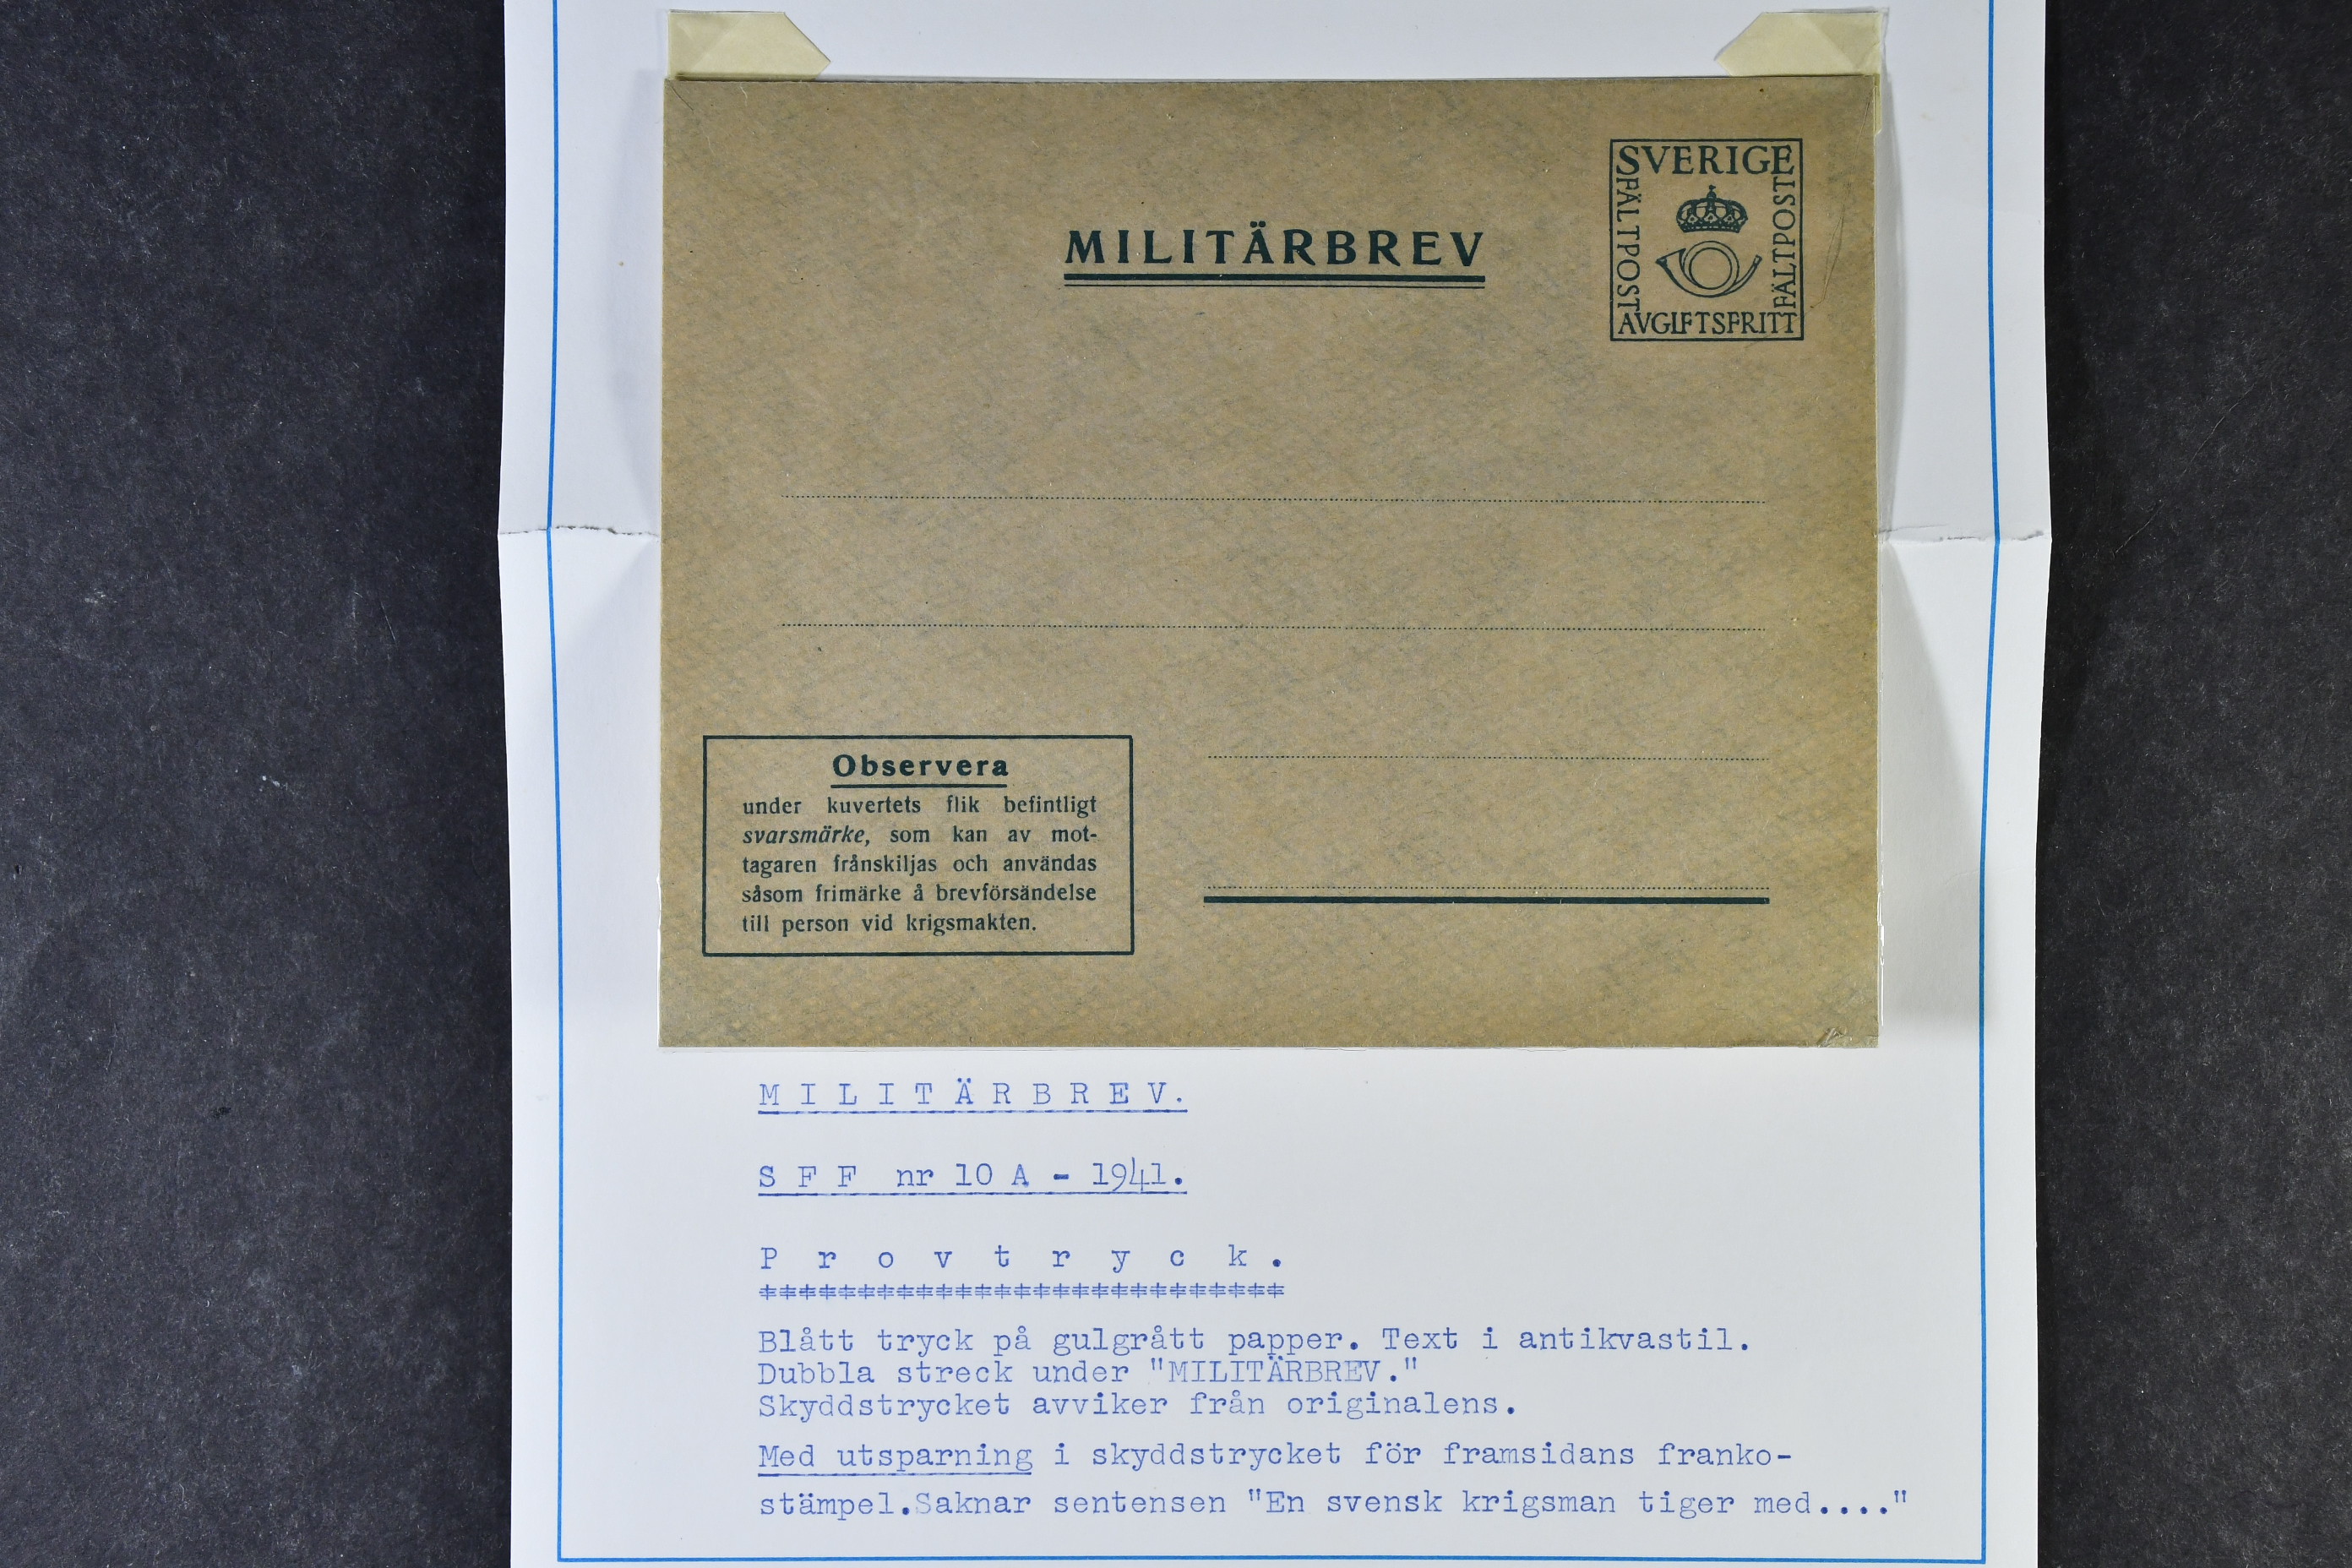 SVERIGE
FÄLTPOST
FÄLTPOST
AVGIFTSFRITT
MILITÄRBREV
Observera
under kuvertets flik befintligt
svarsmärke, som kan av mot-
tagaren frånskiljas och användas
såsom frimärke å brevförsändelse
till person vid krigsmakten.
MILITÄRBREV.
SFF nr 10 A - 1941.
Provtryck.
Blått tryck på gulgrått papper. Text i antikvastil.
Dubbla streck under "MILITÄRBREV."
Skyddstrycket avviker från originalens.
Med utsparning i skyddstrycket för framsidans franko-
stämpel.Saknar sentensen "En svensk krigsman tiger med...."